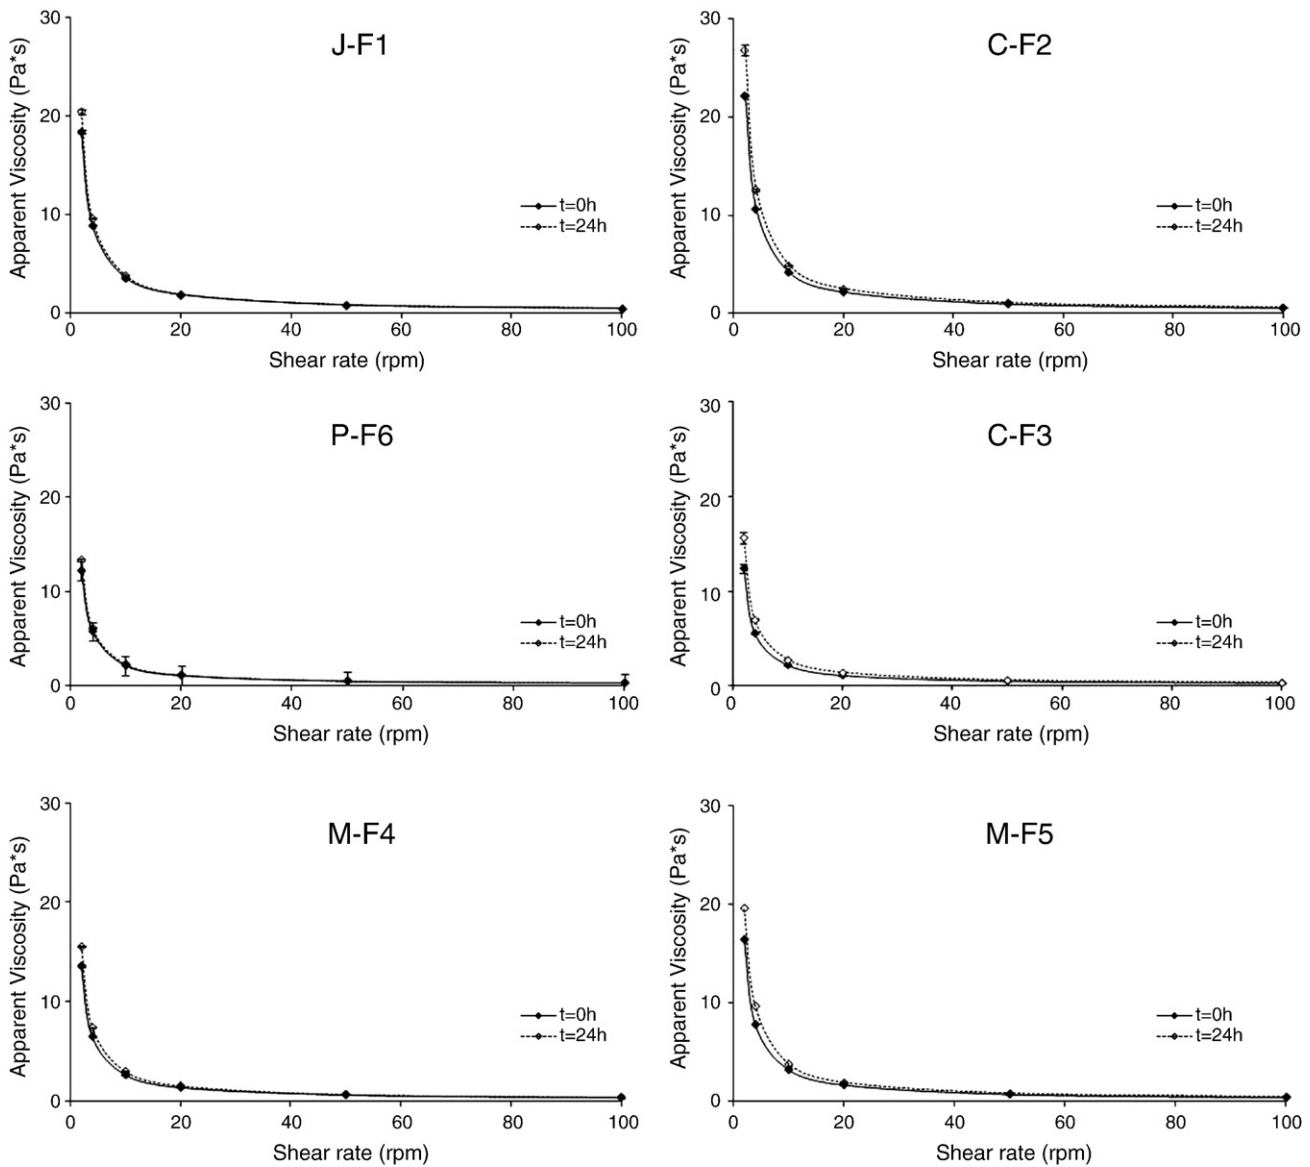 J-F1
Apparent Viscosity (Pa*s)
30
20
10
0
t=0h
t=24h
0 20 40 60 80 100
Shear rate (rpm)
C-F2
Apparent Viscosity (Pa*s)
30
20
10
0
t=0h
t=24h
0 20 40 60 80 100
Shear rate (rpm)
P-F6
Apparent Viscosity (Pa*s)
30
20
10
0
t=0h
t=24h
0 20 40 60 80 100
Shear rate (rpm)
C-F3
Apparent Viscosity (Pa*s)
30
20
10
0
t=0h
t=24h
0 20 40 60 80 100
Shear rate (rpm)
M-F4
Apparent Viscosity (Pa*s)
30
20
10
0
t=0h
t=24h
0 20 40 60 80 100
Shear rate (rpm)
M-F5
Apparent Viscosity (Pa*s)
30
20
10
0
t=0h
t=24h
0 20 40 60 80 100
Shear rate (rpm)